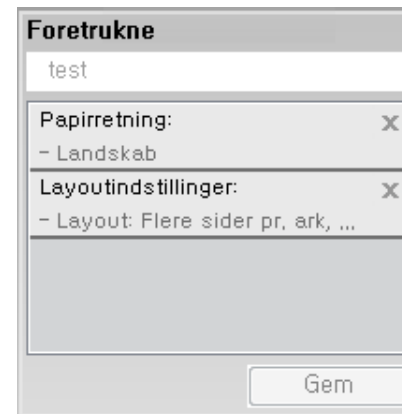 Foretrukne
test
Papirretning:
x
- Landskab
Layoutindstillinger:
x
- Layout: Flere sider pr. ark, ...
Gem